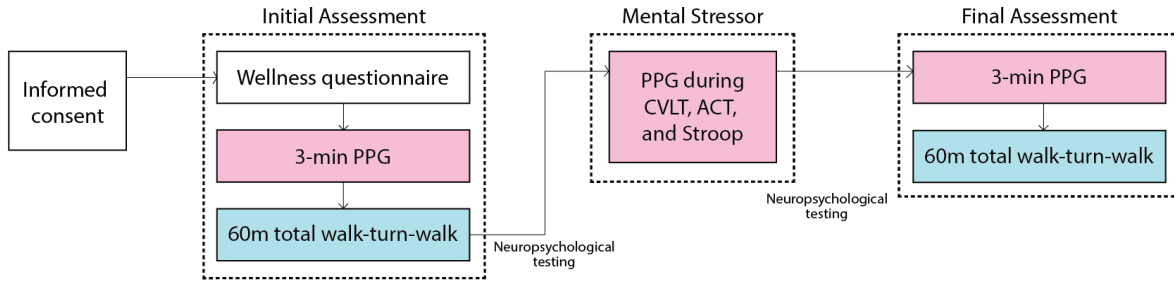 Initial Assessment
Mental Stressor
Final Assessment
Informed
consent
Wellness questionnaire
3-min PPG
60m total walk-turn-walk
Neuropsychological
testing
PPG during
CVLT, ACT,
and Stroop
Neuropsychological
testing
3-min PPG
60m total walk-turn-walk